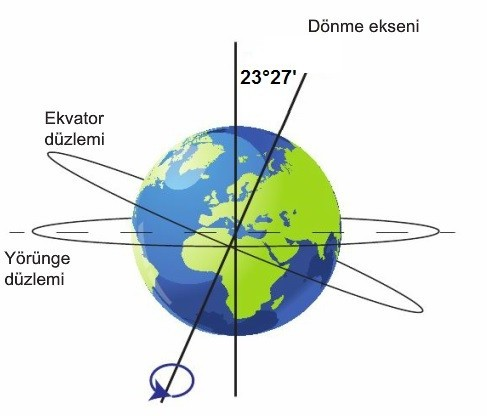 Dönme ekseni
23°27'
Ekvator
düzlemi
Yörünge
düzlemi